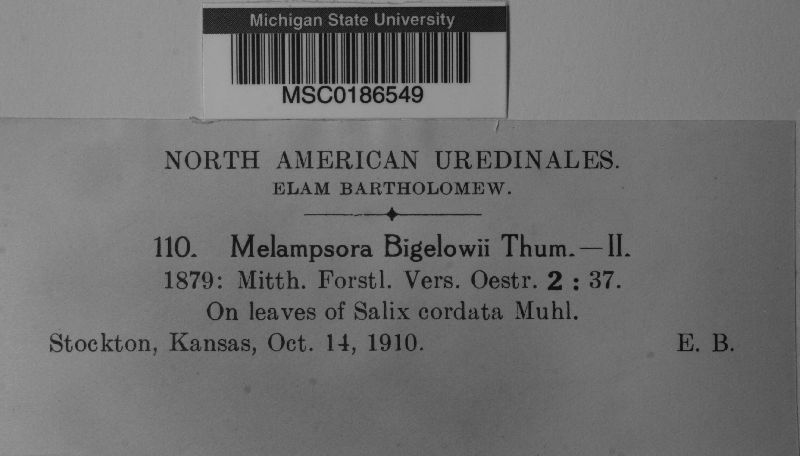 Michigan State University
MSC0186549
NORTH AMERICAN UREDINALES.
ELAM BARTHOLOMEW.
110. Melampsora Bigelowii Thum.—II.
1879: Mitth. Forstl. Vers. Oestr. 2 : 37.
On leaves of Salix cordata Muhl.
Stockton, Kansas, Oct. 14, 1910. E. B.